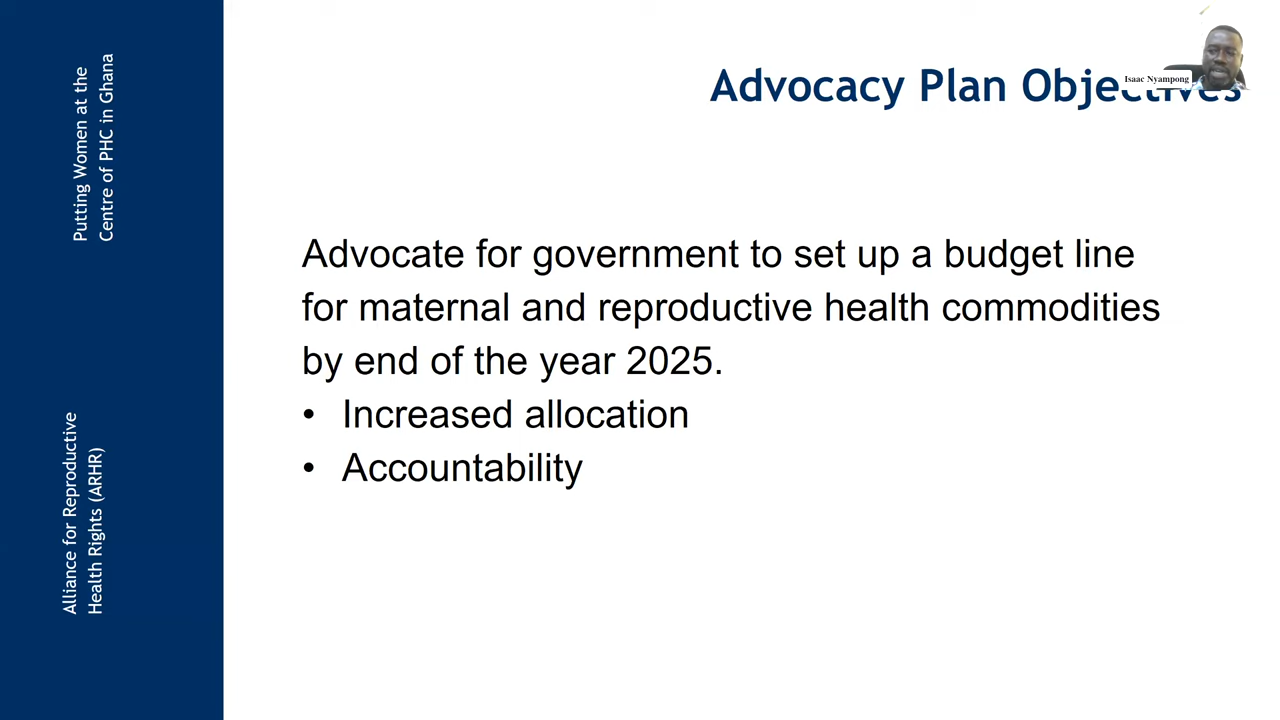 Putting Women at the
Centre of PHC in Ghana
Alliance for Reproductive
Health Rights (ARHR)
Advocacy Plan Objectives
Isaac Nyampong
Advocate for government to set up a budget line
for maternal and reproductive health commodities
by end of the year 2025.
• Increased allocation
• Accountability